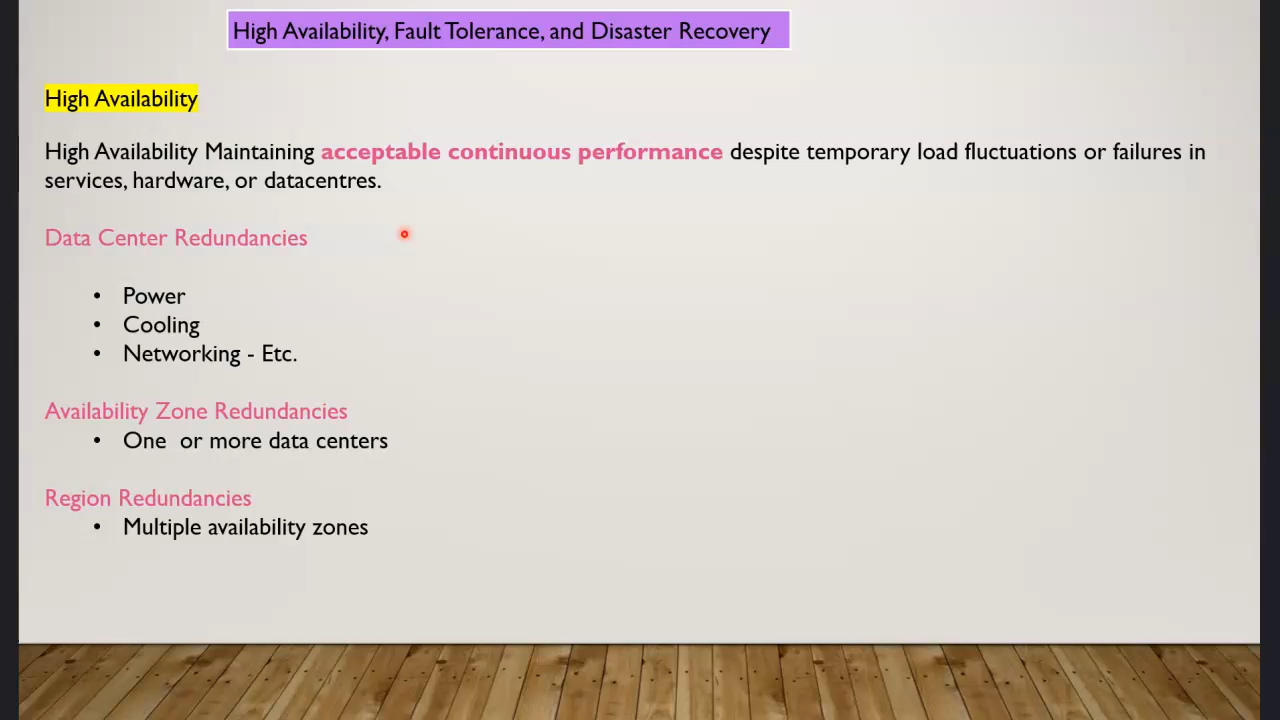 High Availability, Fault Tolerance, and Disaster Recovery
High Availability
High Availability Maintaining acceptable continuous performance despite temporary load fluctuations or failures in
services, hardware, or datacentres.
Data Center Redundancies
• Power
• Cooling
• Networking - Etc.
Availability Zone Redundancies
• One or more data centers
Region Redundancies
• Multiple availability zones